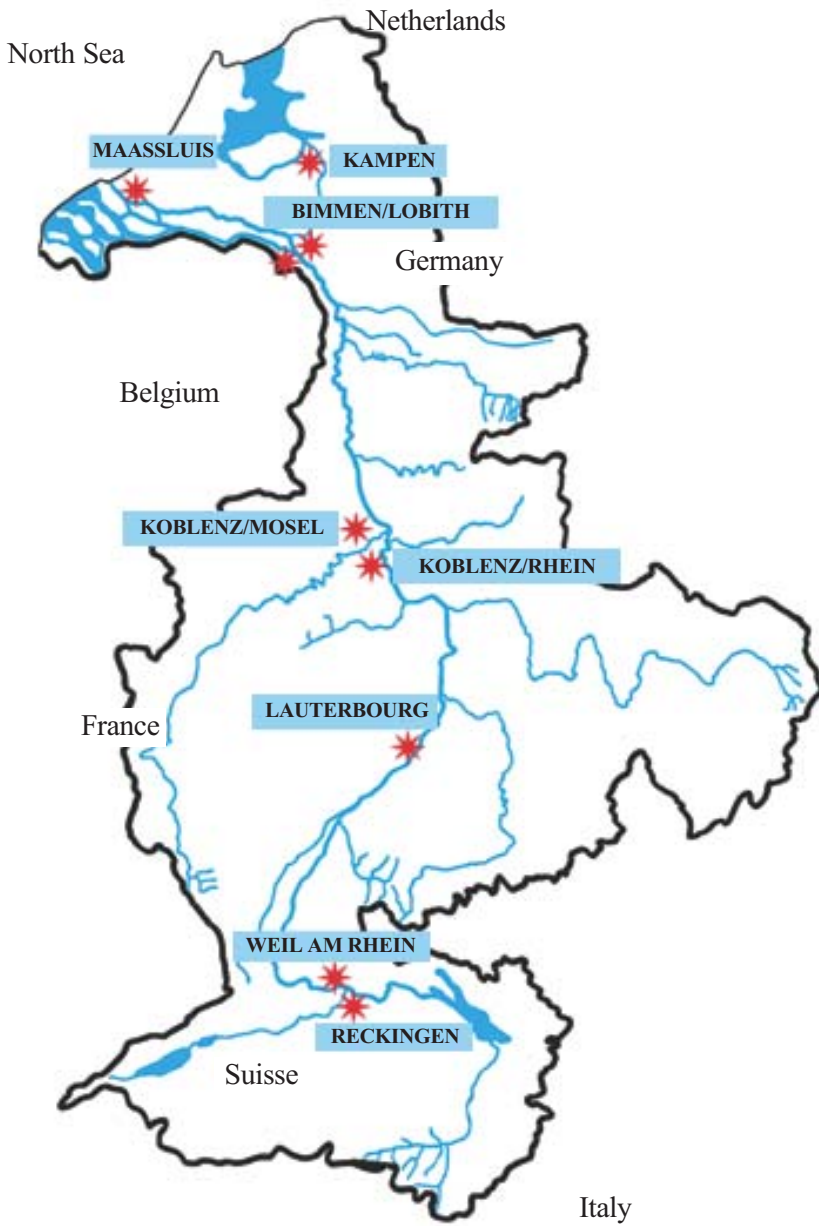 Netherlands
North Sea
MAASSLUIS
KAMPEN
BIMMEN/LOBITH
Germany
Belgium
KOBLENZ/MOSEL
KOBLENZ/RHEIN
LAUTERBOURG
France
WEIL AM RHEIN
RECKINGEN
Suisse
Italy